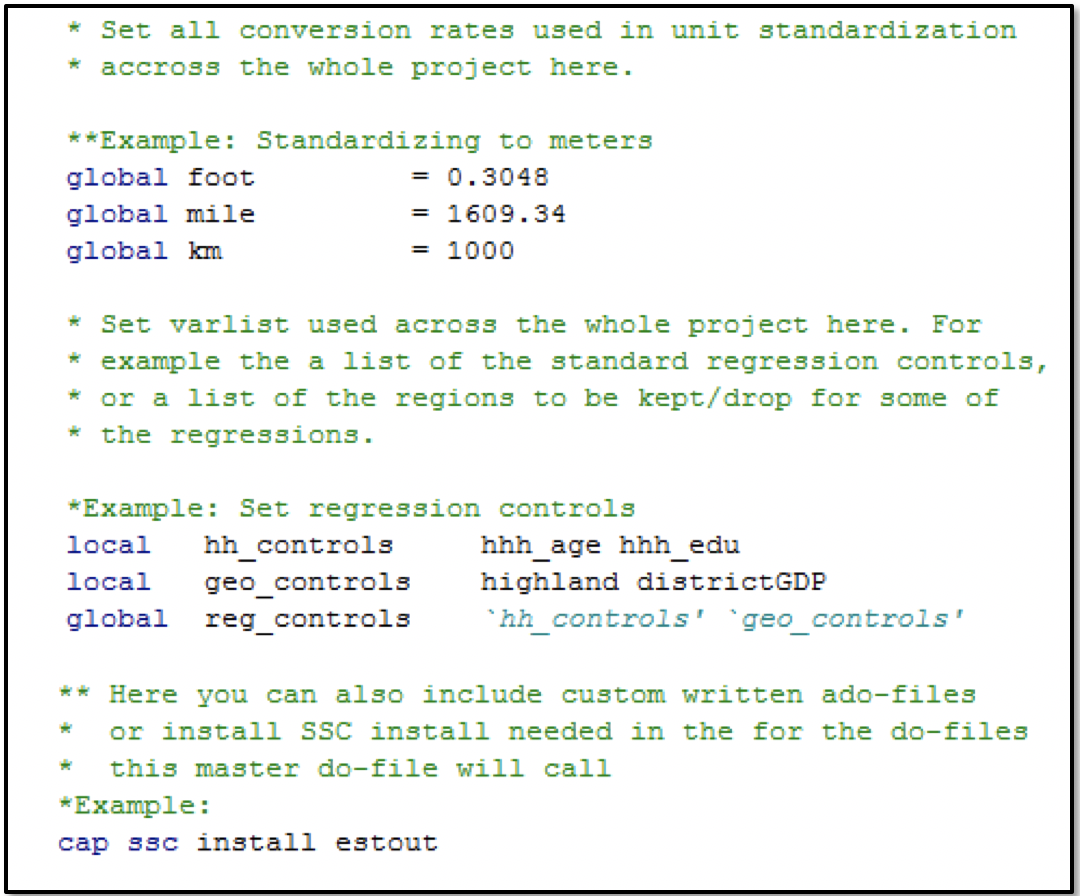 * Set all conversion rates used in unit standardization
* accross the whole project here.
**Example: Standardizing to meters
global foot = 0.3048
global mile = 1609.34
global km = 1000
* Set varlist used across the whole project here. For
* example the a list of the standard regression controls,
* or a list of the regions to be kept/drop for some of
* the regressions.
*Example: Set regression controls
local hh_controls hhh_age hhh_edu
local geo_controls highland districtGDP
global reg_controls `hh_controls' `geo_controls'
** Here you can also include custom written ado-files
* or install SSC install needed in the for the do-files
* this master do-file will call
*Example:
cap ssc install estout